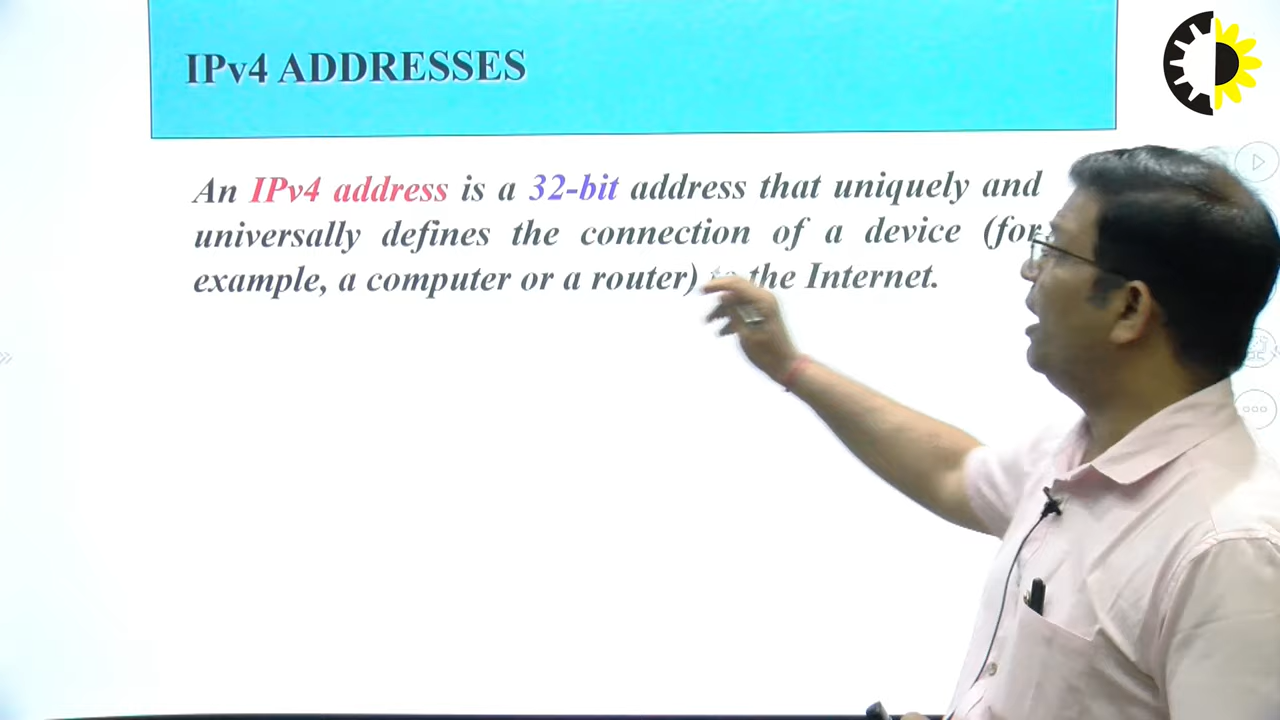 IPv4 ADDRESSES
An IPv4 address is a 32-bit address that uniquely and
universally defines the connection of a device (for
example, a computer or a router) to the Internet.